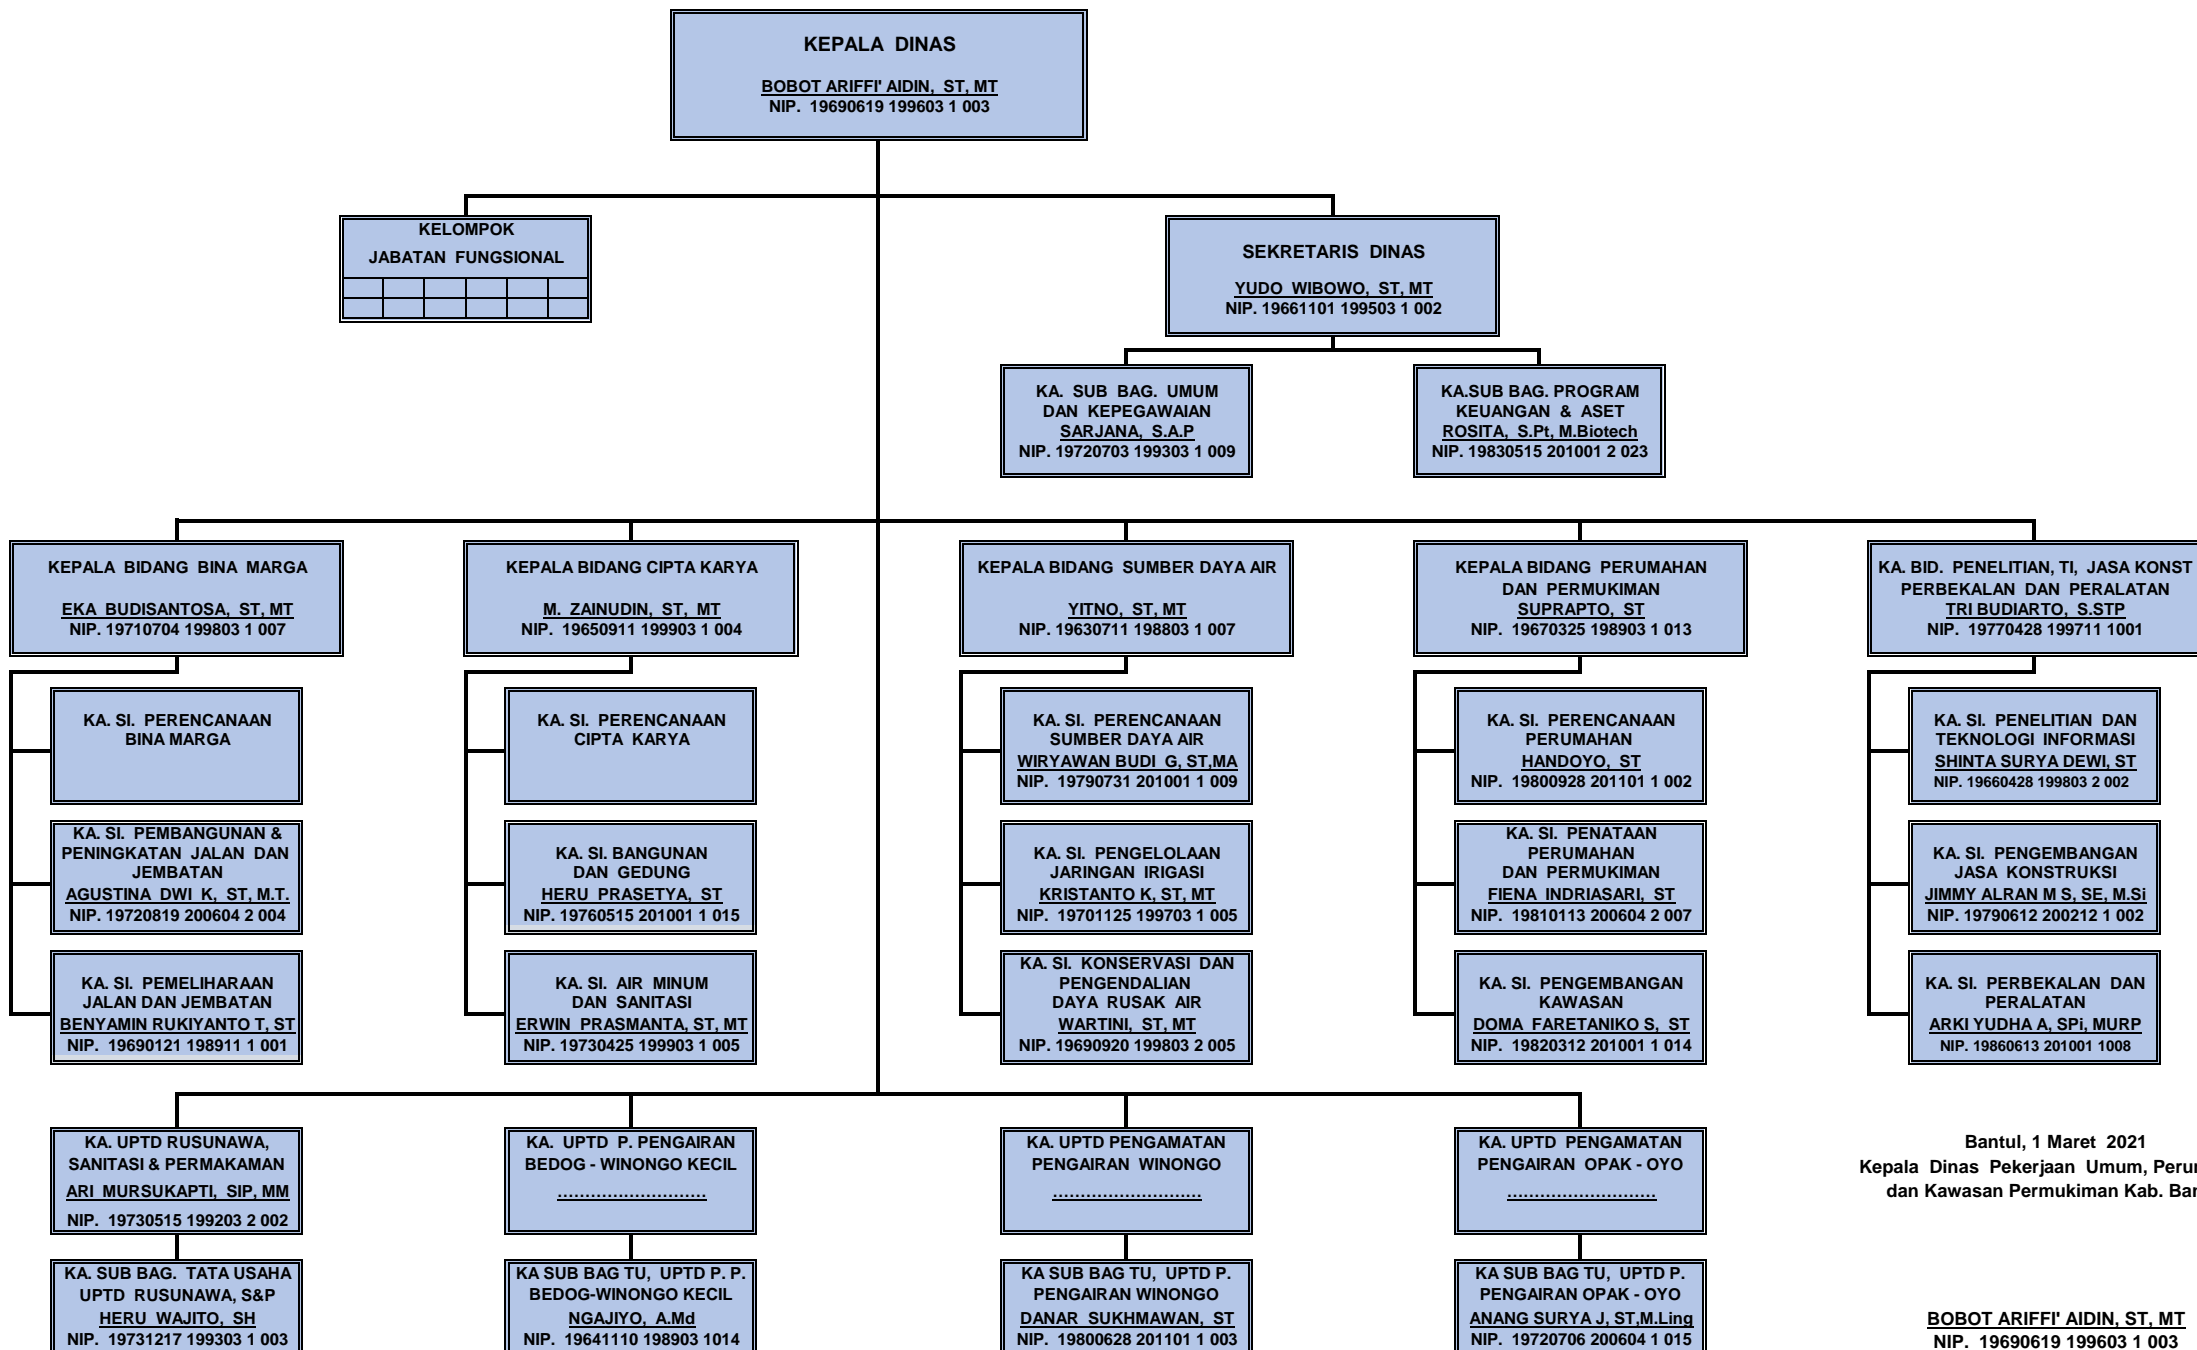 KEPALA DINAS
BOBOT ARIFFI' AIDIN, ST, MT
NIP. 19690619 199603 1 003
KELOMPOK
JABATAN FUNGSIONAL
SEKRETARIS DINAS
YUDO WIBOWO, ST, MT
NIP. 19661101 199503 1 002
KA. SUB BAG. UMUM
DAN KEPEGAWAIAN
SARJANA, S.A.P
NIP. 19720703 199303 1 009
KA.SUB BAG. PROGRAM
KEUANGAN & ASET
ROSITA, S.Pt, M.Biotech
NIP. 19830515 201001 2 023
KEPALA BIDANG BINA MARGA
EKA BUDISANTOSA, ST, MT
NIP. 19710704 199803 1 007
KEPALA BIDANG CIPTA KARYA
M. ZAINUDIN, ST, MT
NIP. 19650911 199903 1 004
KEPALA BIDANG SUMBER DAYA AIR
YITNO, ST, MT
NIP. 19630711 198803 1 007
KEPALA BIDANG PERUMAHAN
DAN PERMUKIMAN
SUPRAPTO, ST
NIP. 19670325 198903 1 013
KA. BID. PENELITIAN, TI, JASA KONST
PERBEKALAN DAN PERALATAN
TRI BUDIARTO, S.STP
NIP. 19770428 199711 1001
KA. SI. PERENCANAAN
BINA MARGA
KA. SI. PERENCANAAN
CIPTA KARYA
KA. SI. PERENCANAAN
SUMBER DAYA AIR
WIRYAWAN BUDI G, ST,MA
NIP. 19790731 201001 1 009
KA. SI. PERENCANAAN
PERUMAHAN
HANDOYO, ST
NIP. 19800928 201101 1 002
KA. SI. PENELITIAN DAN
TEKNOLOGI INFORMASI
SHINTA SURYA DEWI, ST
NIP. 19660428 199803 2 002
KA. SI. PEMBANGUNAN &
PENINGKATAN JALAN DAN
JEMBATAN
AGUSTINA DWI K, ST, M.T.
NIP. 19720819 200604 2 004
KA. SI. BANGUNAN
DAN GEDUNG
HERU PRASETYA, ST
NIP. 19760515 201001 1 015
KA. SI. PENGELOLAAN
JARINGAN IRIGASI
KRISTANTO K, ST, MT
NIP. 19701125 199703 1 005
KA. SI. PENATAAN
PERUMAHAN
DAN PERMUKIMAN
FIENA INDRIASARI, ST
NIP. 19810113 200604 2 007
KA. SI. PENGEMBANGAN
JASA KONSTRUKSI
JIMMY ALRAN M S, SE, M.Si
NIP. 19790612 200212 1 002
KA. SI. PEMELIHARAAN
JALAN DAN JEMBATAN
BENYAMIN RUKIYANTO T, ST
NIP. 19690121 198911 1 001
KA. SI. AIR MINUM
DAN SANITASI
ERWIN PRASMANTA, ST, MT
NIP. 19730425 199903 1 005
KA. SI. KONSERVASI DAN
PENGENDALIAN
DAYA RUSAK AIR
WARTINI, ST, MT
NIP. 19690920 199803 2 005
KA. SI. PENGEMBANGAN
KAWASAN
DOMA FARETANIKO S, ST
NIP. 19820312 201001 1 014
KA. SI. PERBEKALAN DAN
PERALATAN
ARKI YUDHA A, SPi, MURP
NIP. 19860613 201001 1008
KA. UPTD RUSUNAWA,
SANITASI & PERMAKAMAN
ARI MURSUKAPTI, SIP, MM
NIP. 19730515 199203 2 002
KA. UPTD P. PENGAIRAN
BEDOG - WINONGO KECIL
...........................
KA. UPTD PENGAMATAN
PENGAIRAN WINONGO
...........................
KA. UPTD PENGAMATAN
PENGAIRAN OPAK - OYO
...........................
Bantul, 1 Maret 2021
Kepala Dinas Pekerjaan Umum,
dan Kawasan Permukiman Kab.
KA. SUB BAG. TATA USAHA
UPTD RUSUNAWA, S&P
HERU WAJITO, SH
NIP. 19731217 199303 1 003
KA SUB BAG TU, UPTD P. P.
BEDOG-WINONGO KECIL
NGAJIYO, A.Md
NIP. 19641110 198903 1014
KA SUB BAG TU, UPTD P.
PENGAIRAN WINONGO
DANAR SUKHMAWAN, ST
NIP. 19800628 201101 1 003
KA SUB BAG TU, UPTD P.
PENGAIRAN OPAK - OYO
ANANG SURYA J, ST,M.Ling
NIP. 19720706 200604 1 015
BOBOT ARIFFI' AIDIN, ST, MT
NIP. 19690619 199603 1 003